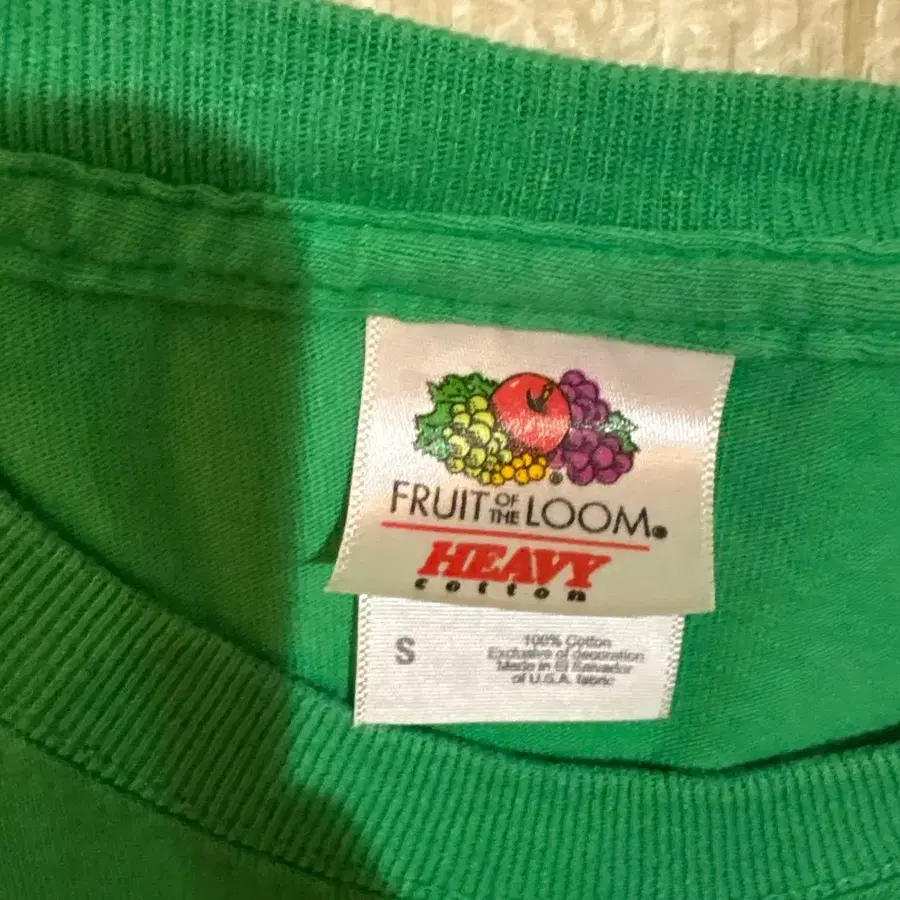 FRUIT OF THE LOOM®
HEAVY
cotton
S
100% Cotton
Exclusive of decoration
Made in El Salvador
of U.S.A. fabric